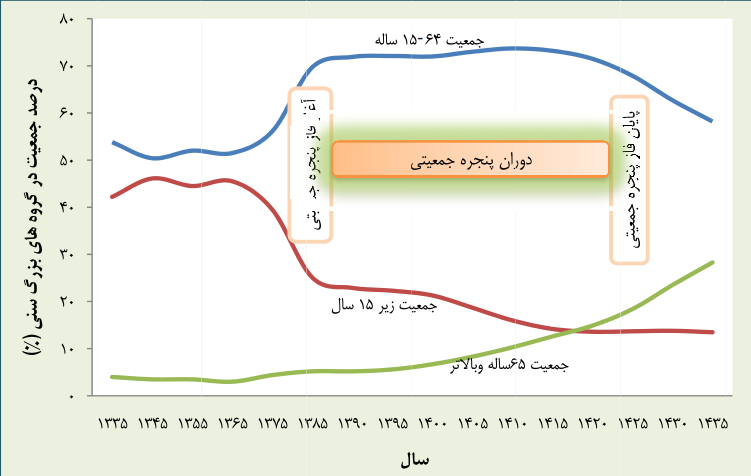 درصد جمعیت در گروه های بزرگ سنی (%)
۸۰
۷۰
۶۰
۵۰
۴۰
۳۰
۲۰
۱۰
۰
جمعیت ۶۴-۱۵ ساله
فاز پنجره
دوران پنجره جمعیتی
پایان فاز پنجره جمعیتی
جمعیت زیر ۱۵ سال
جمعیت ۶۵ساله وبالاتر
۱۳۳۵ ۱۳۴۵ ۱۳۵۵ ۱۳۶۵ ۱۳۷۵ ۱۳۸۵ ۱۳۹۰ ۱۳۹۵ ۱۴۰۰ ۱۴۰۵ ۱۴۱۰ ۱۴۱۵ ۱۴۲۰ ۱۴۲۵ ۱۴۳۰ ۱۴۳۵
سال